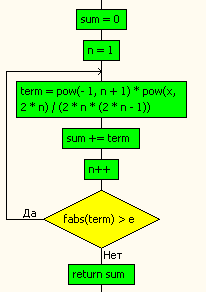 sum = 0
n = 1
term = pow(- 1, n + 1) * pow(x,
2 * n) / (2 * n * (2 * n - 1))
sum += term
n++
Да
fabs(term) > e
Нет
return sum